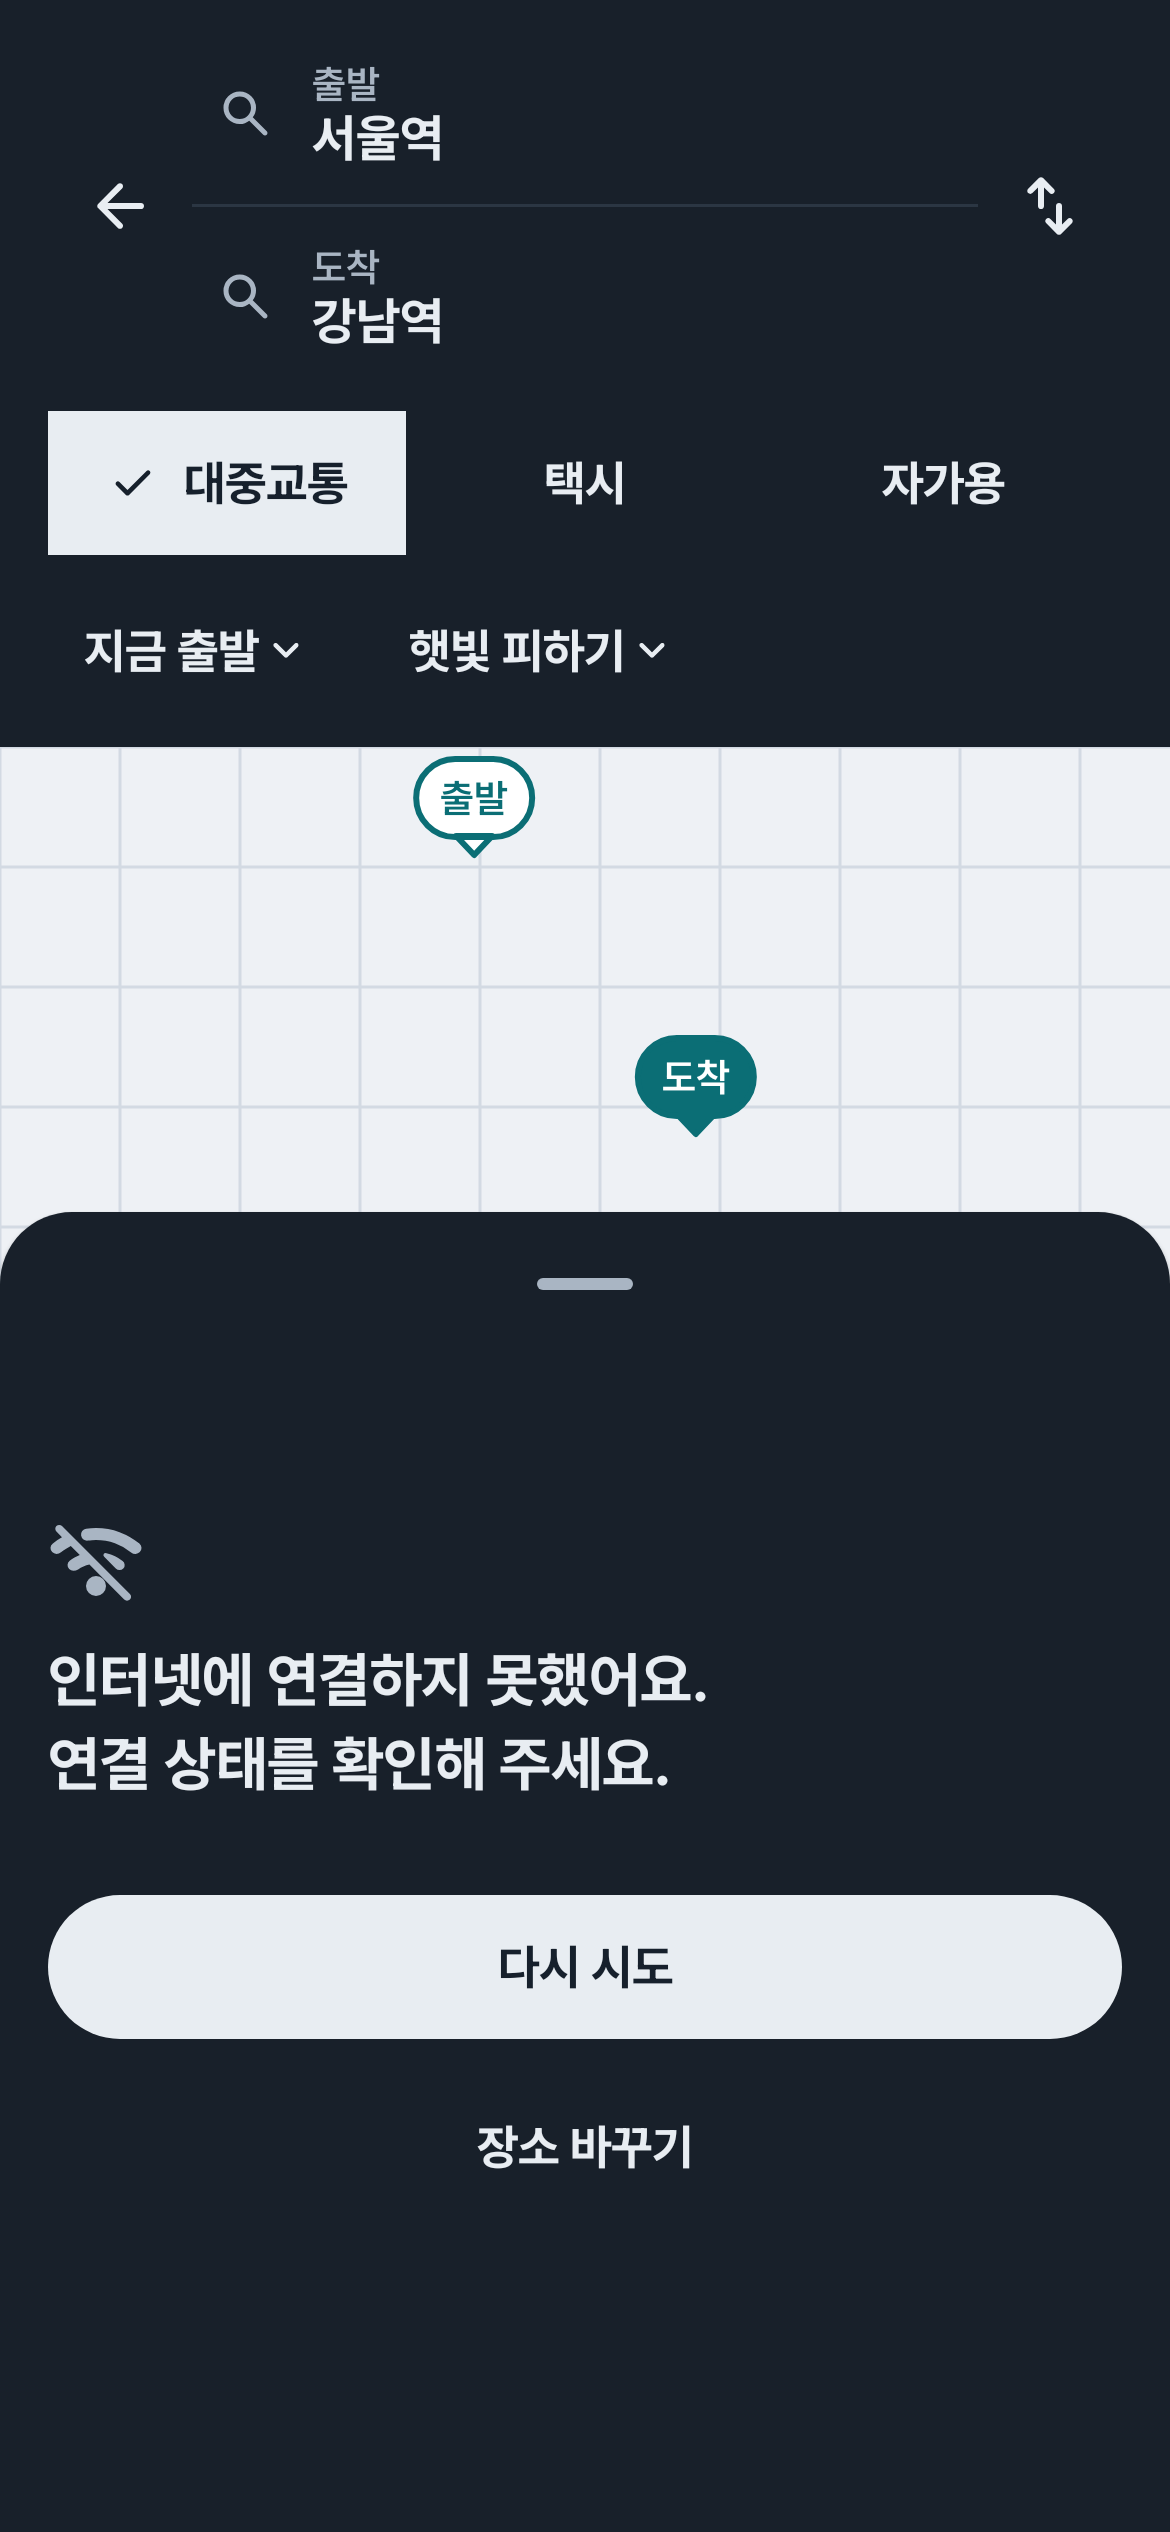 출발
서울역
도착
강남역
대중교통
택시
자가용
지금 출발
햇빛 피하기
출발
도착
인터넷에 연결하지 못했어요.
연결 상태를 확인해 주세요.
다시 시도
장소 바꾸기